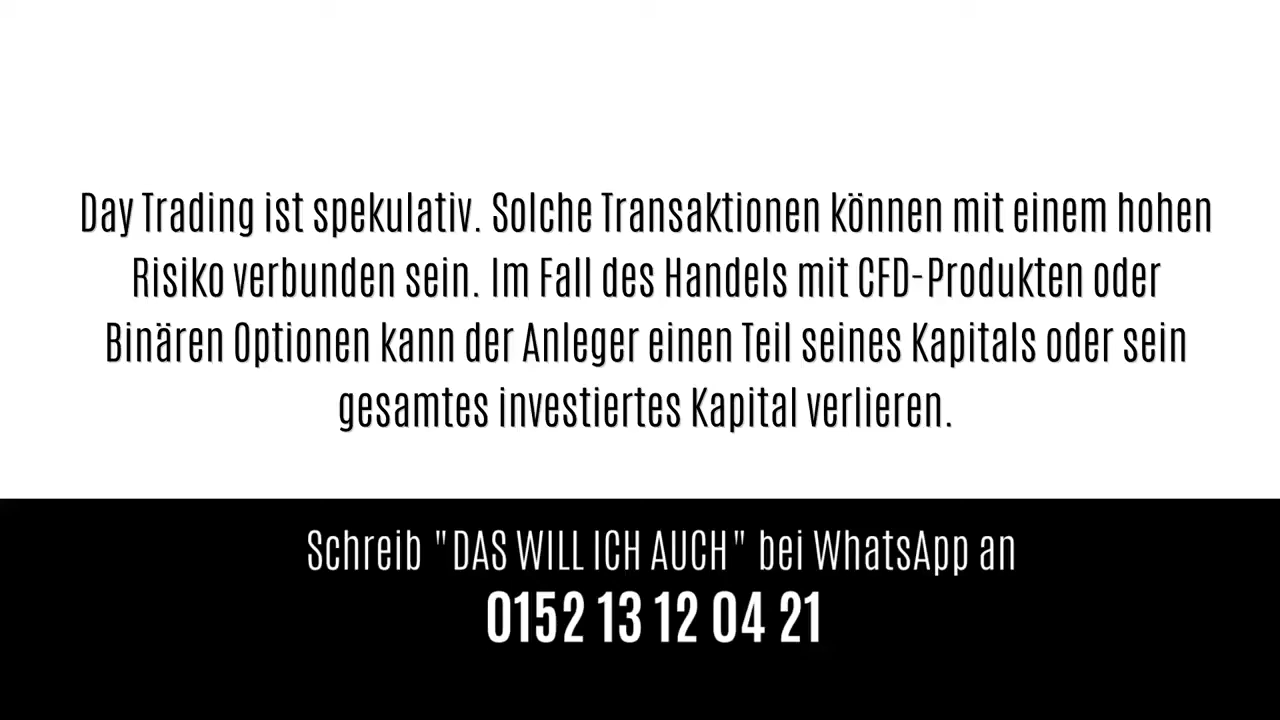 Day Trading ist spekulativ. Solche Transaktionen können mit einem hohen
Risiko verbunden sein. Im Fall des Handels mit CFD-Produkten oder
Binären Optionen kann der Anleger einen Teil seines Kapitals oder sein
gesamtes investiertes Kapital verlieren.
Schreib "DAS WILL ICH AUCH" bei WhatsApp an
0152 13 12 04 21